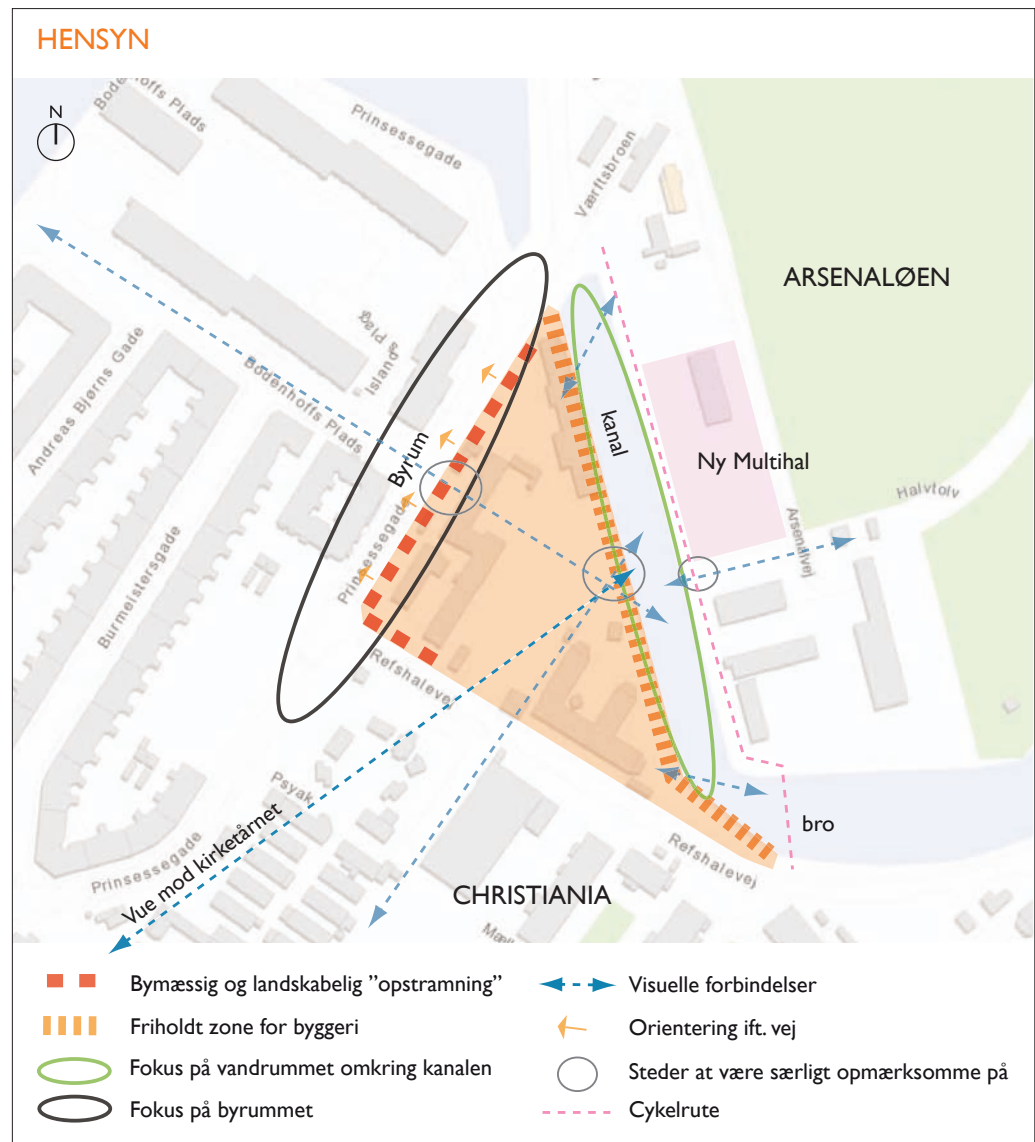 HENSYN
N
Bodenhoffs Plads
Prinsessegade
Værftsbroen
ARSENALØEN
Andreas Bjørns Gade
Islands Plads
Bodenhoffs Plads
Byrum
kanal
Ny Multihal
Halvtolv
Arsenalvej
Prinsessegade
Burmeistersgade
Refshalevej
Psyak
bro
Prinsessegade
Vue mod kirketårnet
Refshalevej
CHRISTIANIA
Bymæssig og landskabelig ”opstramning”
Friholdt zone for byggeri
Fokus på vandrummet omkring kanalen
Fokus på byrummet
Visuelle forbindelser
Orientering ift. vej
Steder at være særligt opmærksomme på
Cykelrute